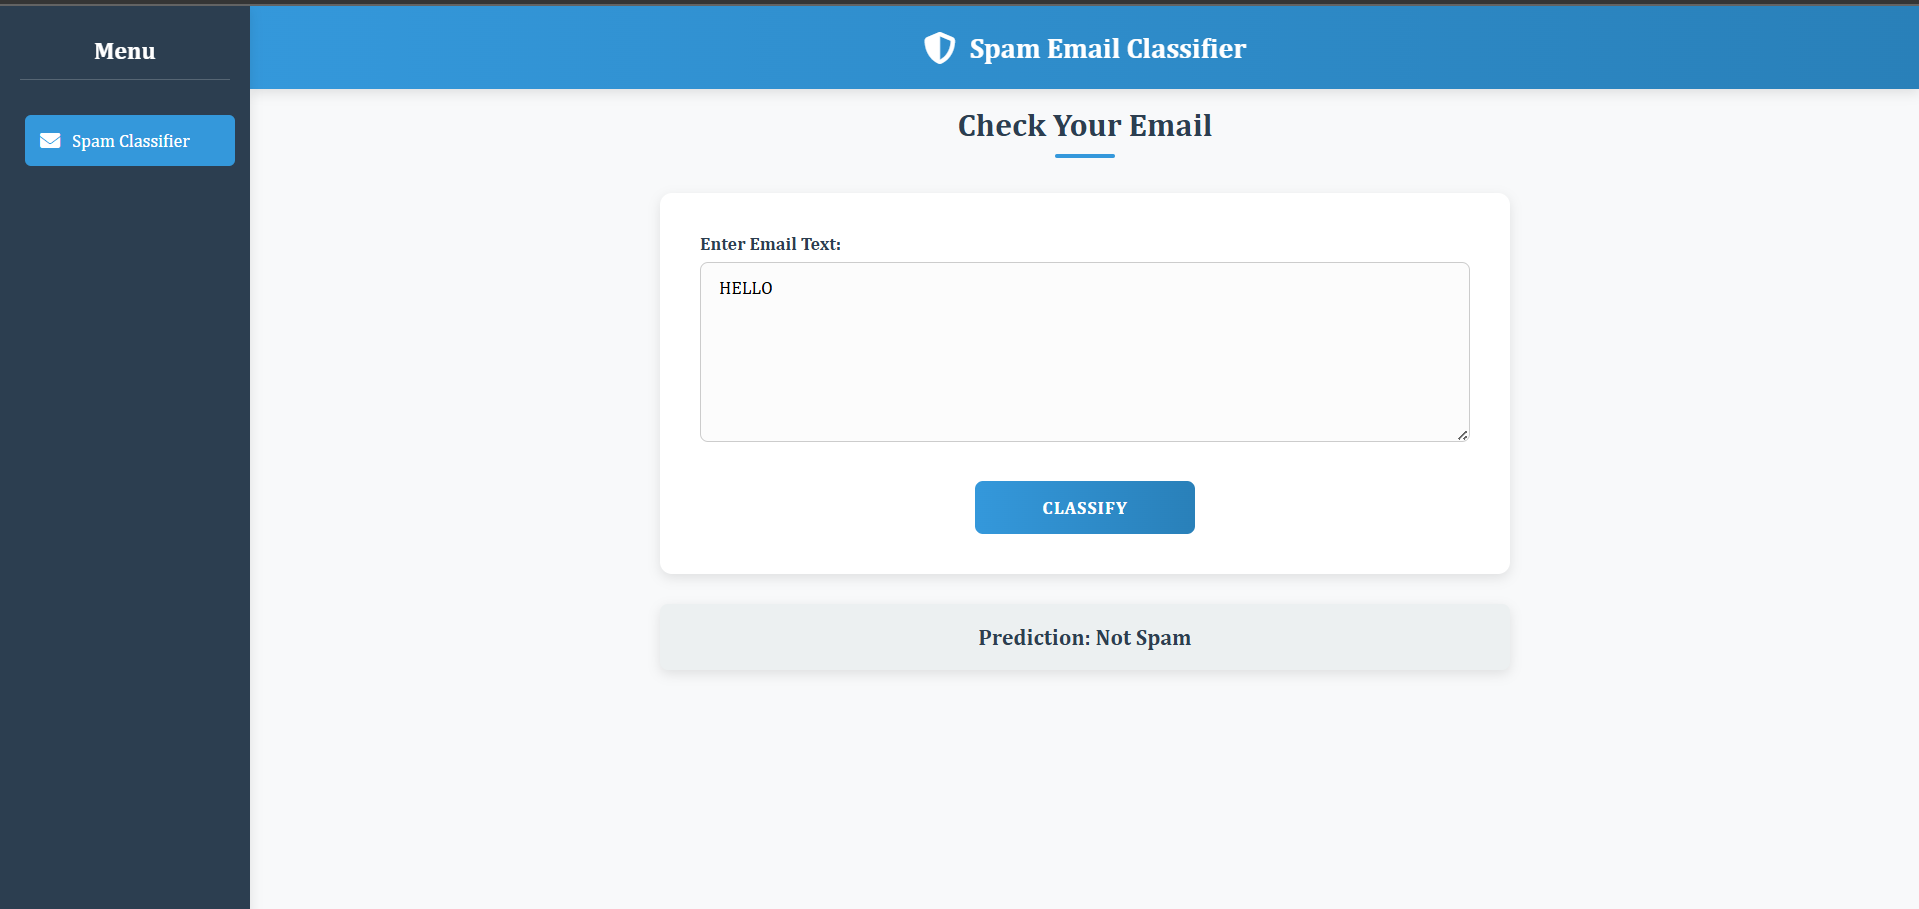 Menu
Spam Classifier
Spam Email Classifier
Check Your Email
Enter Email Text:
HELLO
CLASSIFY
Prediction: Not Spam